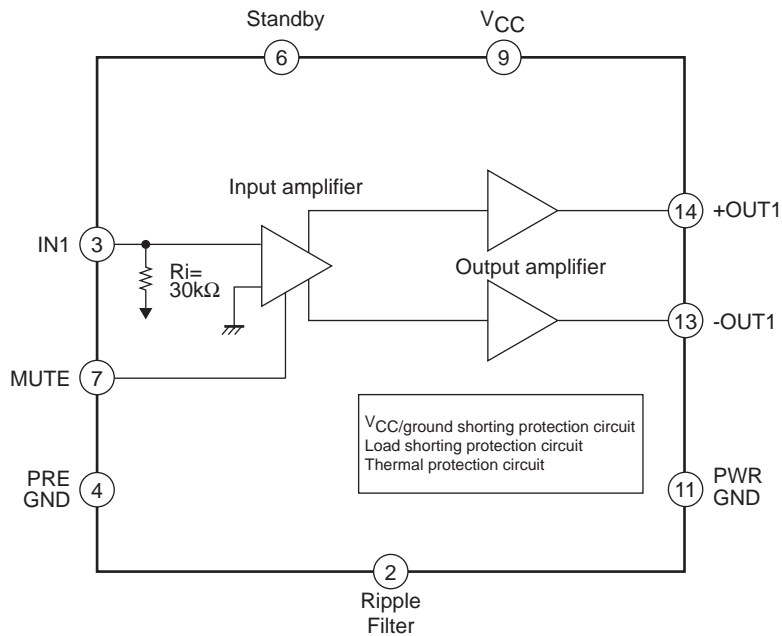 Standby
VCC
6
9
Input amplifier
14
+OUT1
IN1
3
Ri=
30kΩ
Output amplifier
13
-OUT1
MUTE
7
VCC/ground shorting protection circuit
Load shorting protection circuit
Thermal protection circuit
PRE
GND
4
11
PWR
GND
2
Ripple
Filter